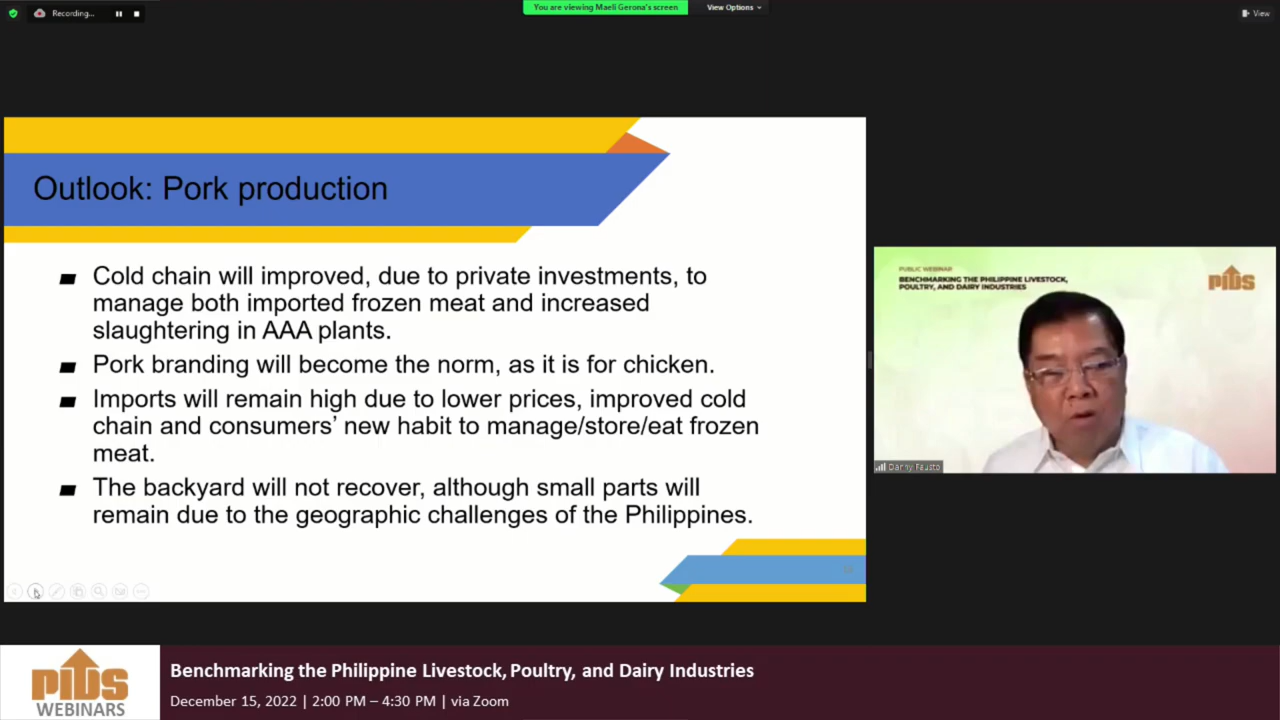 Recording...
You are viewing Maeli Gerona's screen
View Options
View
Outlook: Pork production
Cold chain will improved, due to private investments, to
manage both imported frozen meat and increased
slaughtering in AAA plants.
Pork branding will become the norm, as it is for chicken.
Imports will remain high due to lower prices, improved cold
chain and consumers' new habit to manage/store/eat frozen
meat.
The backyard will not recover, although small parts will
remain due to the geographic challenges of the Philippines.
PUBLIC WEBINAR
BENCHMARKING THE PHILIPPINE LIVESTOCK,
POULTRY, AND DAIRY INDUSTRIES
PIDS
Danny Fausto
PIDS
WEBINARS
Benchmarking the Philippine Livestock, Poultry, and Dairy Industries
December 15, 2022 | 2:00 PM – 4:30 PM | via Zoom